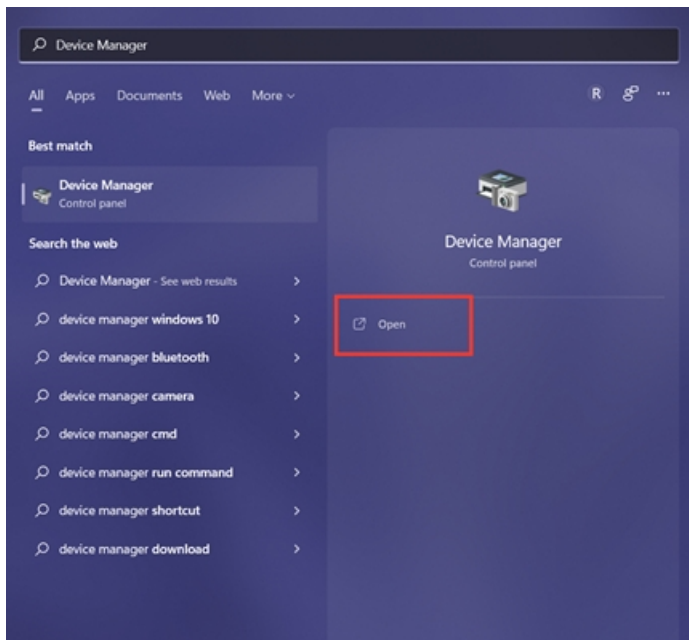 Device Manager
All Apps Documents Web More
R
Best match
Device Manager
Control panel
Search the web
Device Manager - See web results
device manager windows 10
device manager bluetooth
device manager camera
device manager cmd
device manager run command
device manager shortcut
device manager download
Device Manager
Control panel
Open